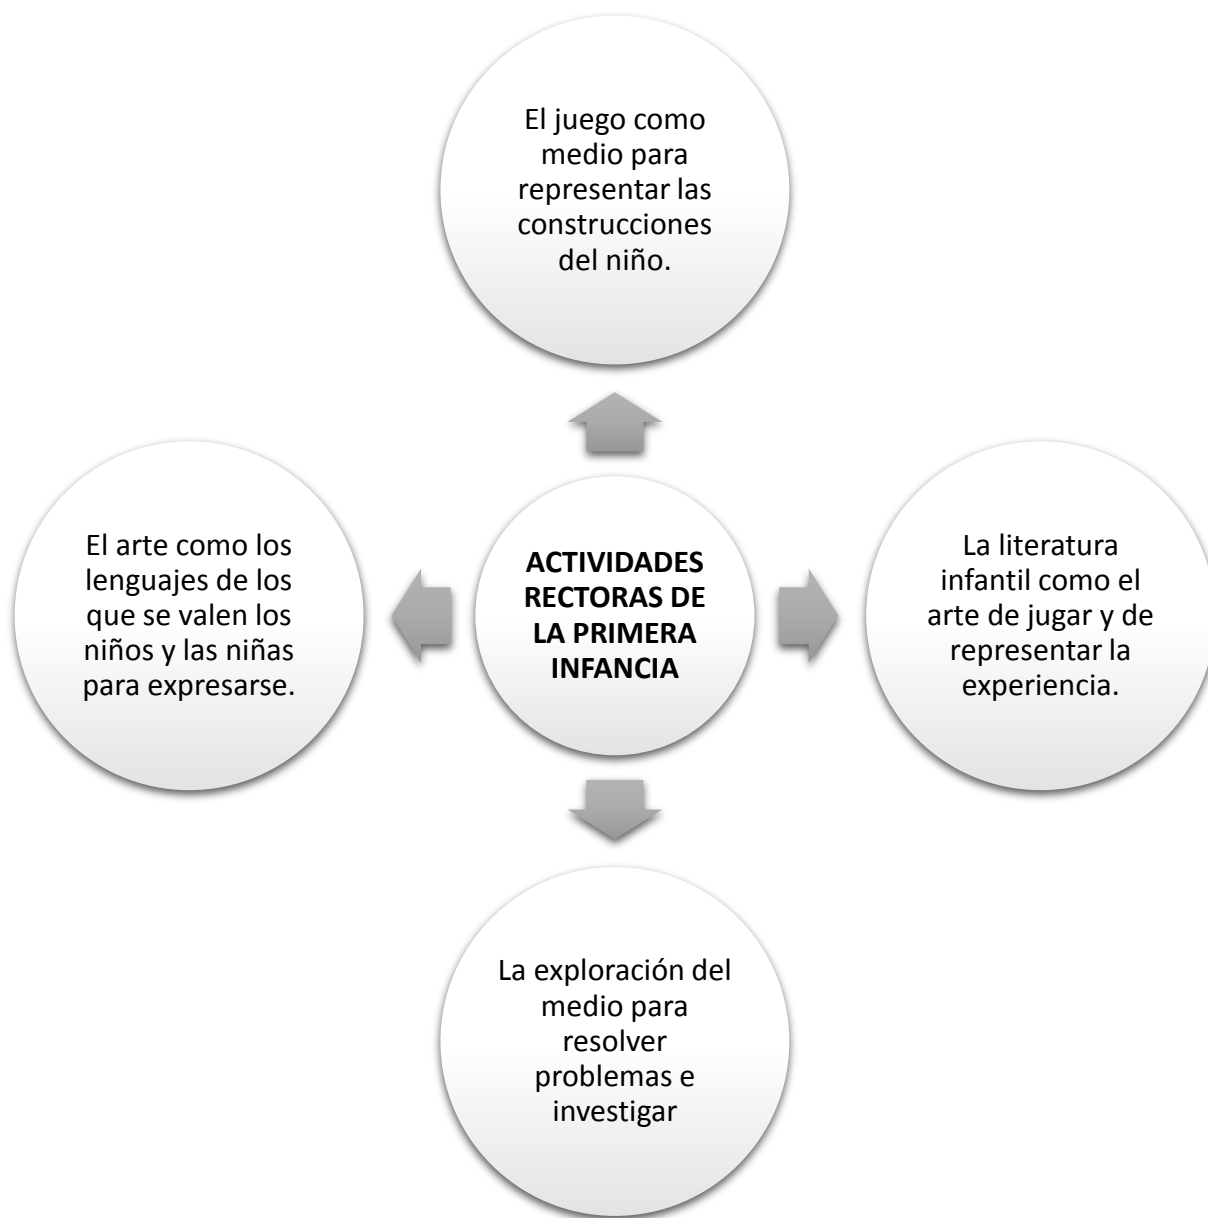 El juego como
medio para
representar las
construcciones
del niño.
El arte como los
lenguajes de los
que se valen los
niños y las niñas
para expresarse.
ACTIVIDADES
RECTORAS DE
LA PRIMERA
INFANCIA
La literatura
infantil como el
arte de jugar y de
representar la
experiencia.
La exploración del
medio para
resolver
problemas e
investigar